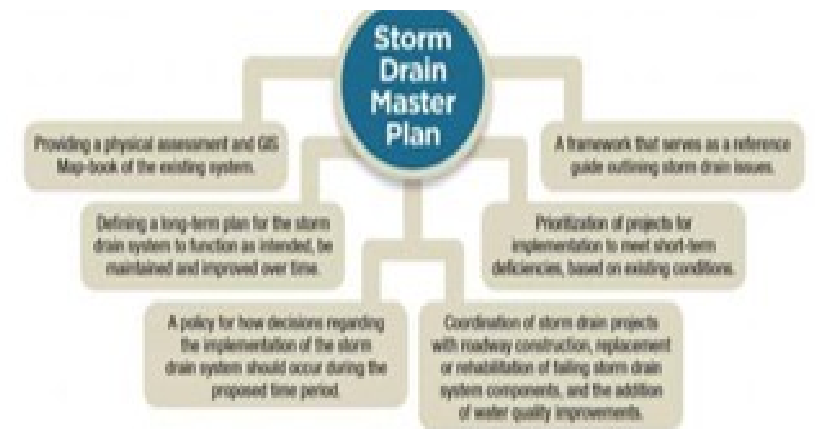 Storm
Drain
Master
Plan
Providing a physical assessment and GIS
Map-book of the existing system.
A framework that serves as a reference
guide outlining storm drain issues.
Defining a long-term plan for the storm
drain system to function as intended, be
maintained and improved over time.
Prioritization of projects for
implementation to meet short-term
deficiencies, based on existing conditions.
A policy for how decisions regarding
the implementation of the storm
drain system should occur during the
proposed time period.
Coordination of storm drain projects
with roadway construction, replacement
or rehabilitation of failing storm drain
system components, and the addition
of water quality improvements.